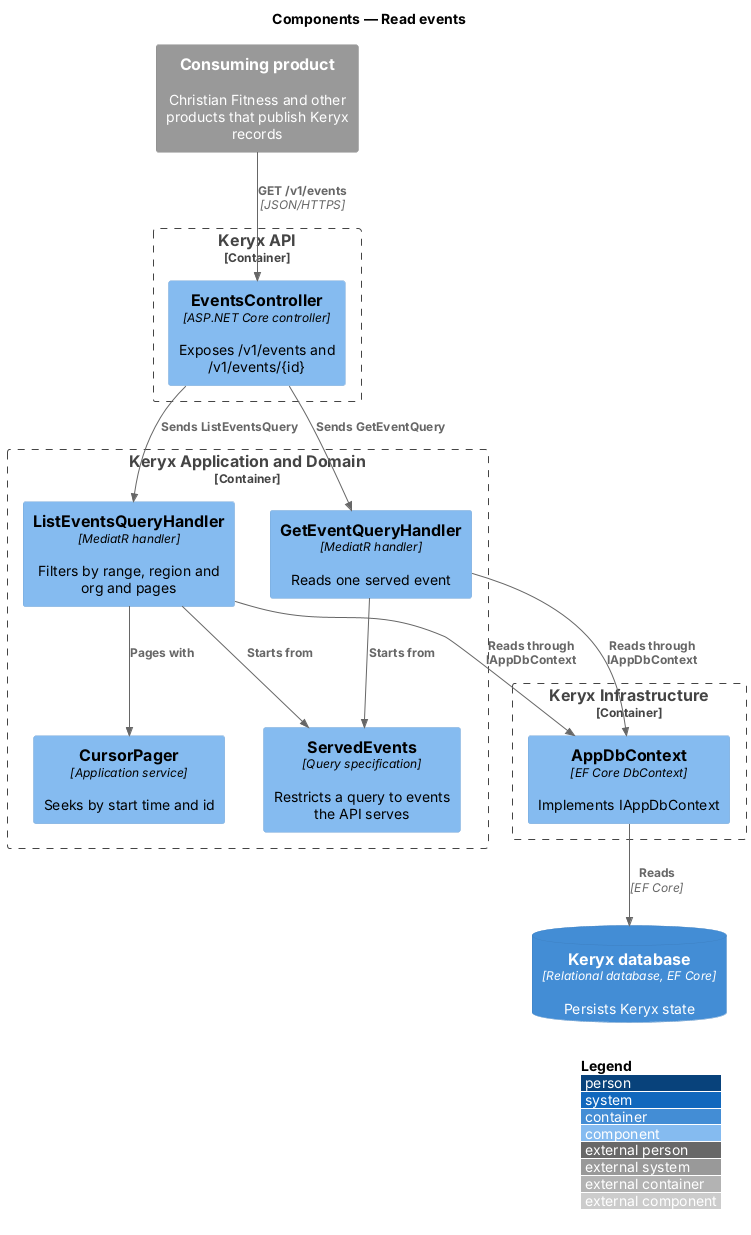 Components — Read events
Consuming product
Christian Fitness and other
products that publish Keryx
records
GET /v1/events
[JSON/HTTPS]
Keryx API
[Container]
EventsController
[ASP.NET Core controller]
Exposes /v1/events and
/v1/events/{id}
Sends ListEventsQuery
Sends GetEventQuery
Keryx Application and Domain
[Container]
ListEventsQueryHandler
[MediatR handler]
Filters by range, region and
org and pages
GetEventQueryHandler
[MediatR handler]
Reads one served event
Pages with
Starts from
Starts from
Reads through
IAppDbContext
Reads through
IAppDbContext
Keryx Infrastructure
[Container]
CursorPager
[Application service]
Seeks by start time and id
ServedEvents
[Query specification]
Restricts a query to events
the API serves
AppDbContext
[EF Core DbContext]
Implements IAppDbContext
Reads
[EF Core]
Keryx database
[Relational database, EF Core]
Persists Keryx state
Legend
person
system
container
component
external person
external system
external container
external component